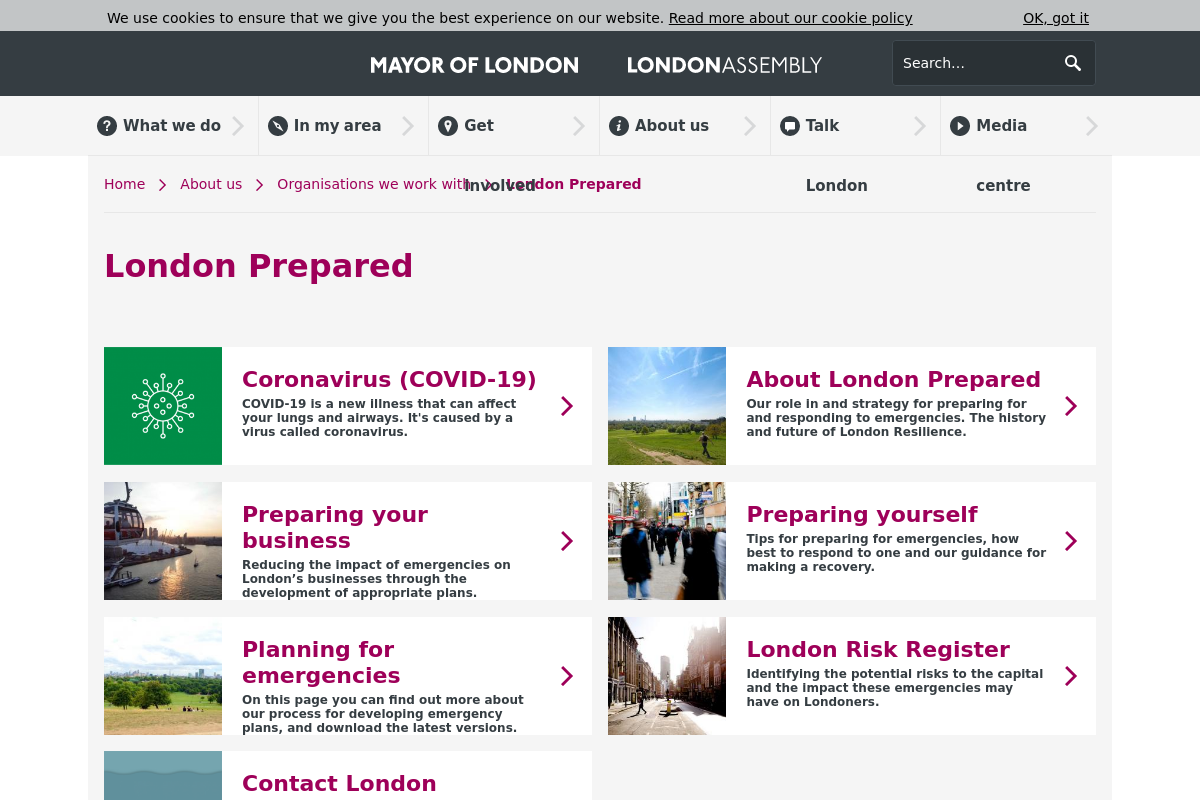 We use cookies to ensure that we give you the best experience on our website. Read more about our cookie policy
OK, got it
MAYOR OF LONDON
LONDONASSEMBLY
Search...
What we do
In my area
Get
Involved
About us
Talk
London
Media
centre
Home
About us
Organisations we work with
London Prepared
London Prepared
Coronavirus (COVID-19)
COVID-19 is a new illness that can affect
your lungs and airways. It's caused by a
virus called coronavirus.
About London Prepared
Our role in and strategy for preparing for
and responding to emergencies. The history
and future of London Resilience.
Preparing your
business
Reducing the impact of emergencies on
London’s businesses through the
development of appropriate plans.
Preparing yourself
Tips for preparing for emergencies, how
best to respond to one and our guidance for
making a recovery.
Planning for
emergencies
On this page you can find out more about
our process for developing emergency
plans, and download the latest versions.
London Risk Register
Identifying the potential risks to the capital
and the impact these emergencies may
have on Londoners.
Contact London